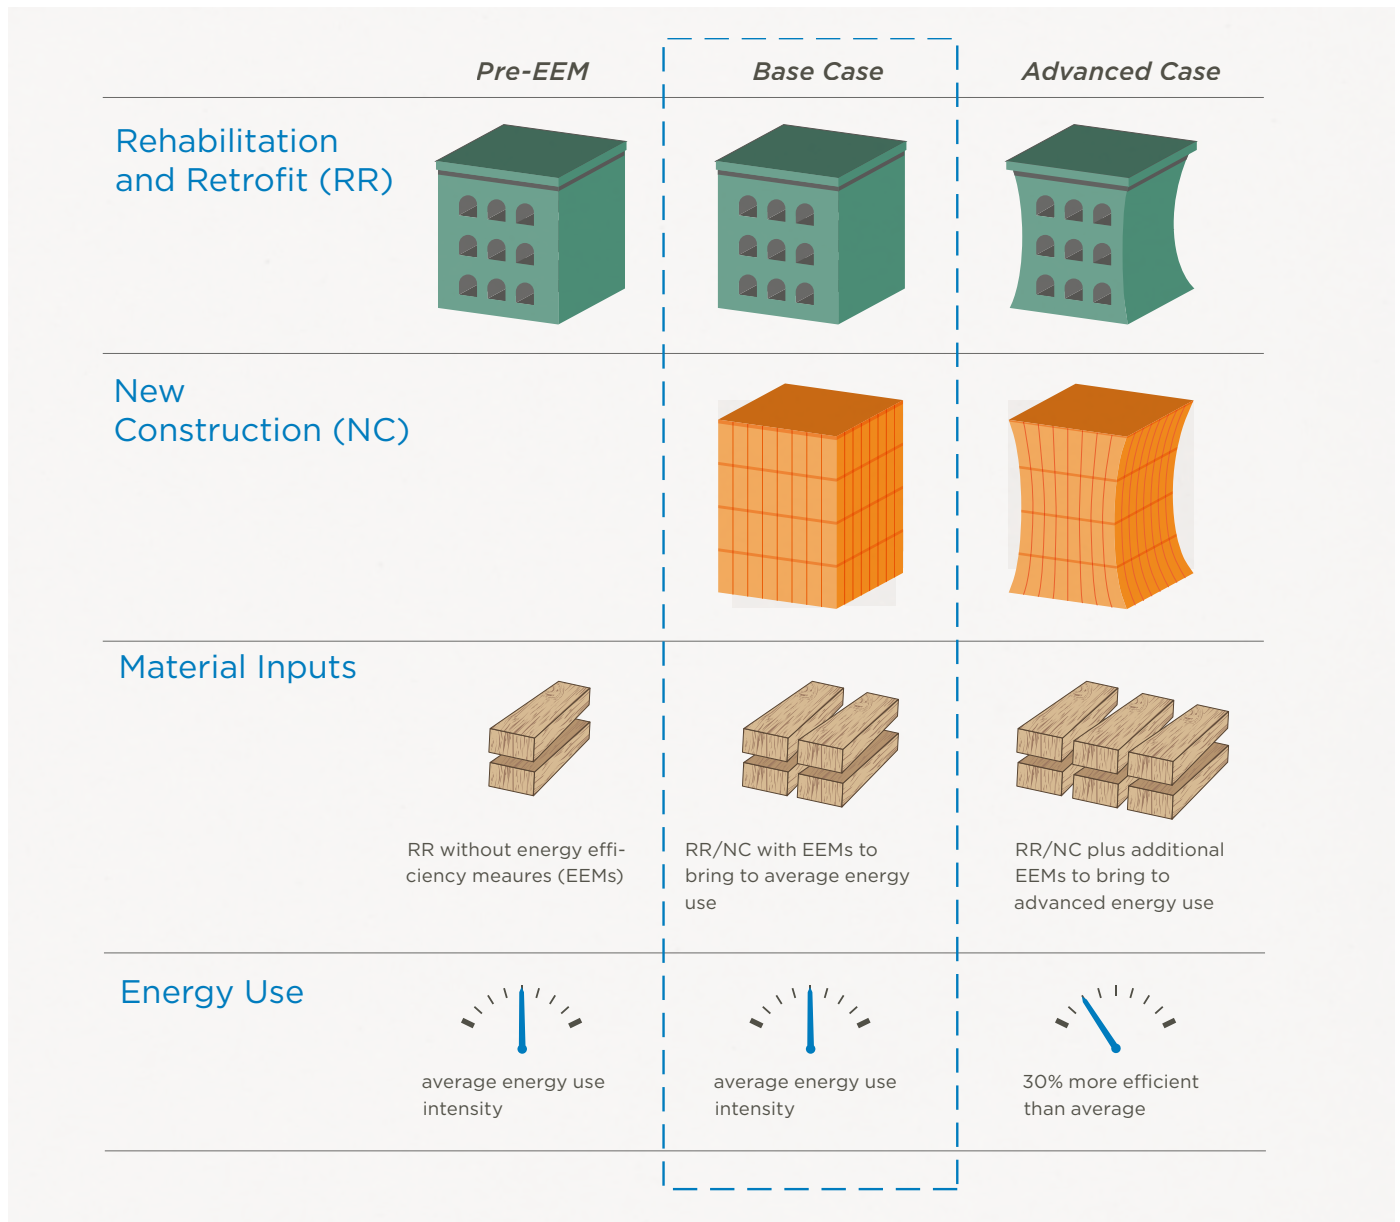 Pre-EEM
Base Case
Advanced Case
Rehabilitation
and Retrofit (RR)
New
Construction (NC)
Material Inputs
RR without energy effi-
ciency meaures (EEMs)
RR/NC with EEMs to
bring to average energy
use
RR/NC plus additional
EEMs to bring to
advanced energy use
Energy Use
average energy use
intensity
average energy use
intensity
30% more efficient
than average